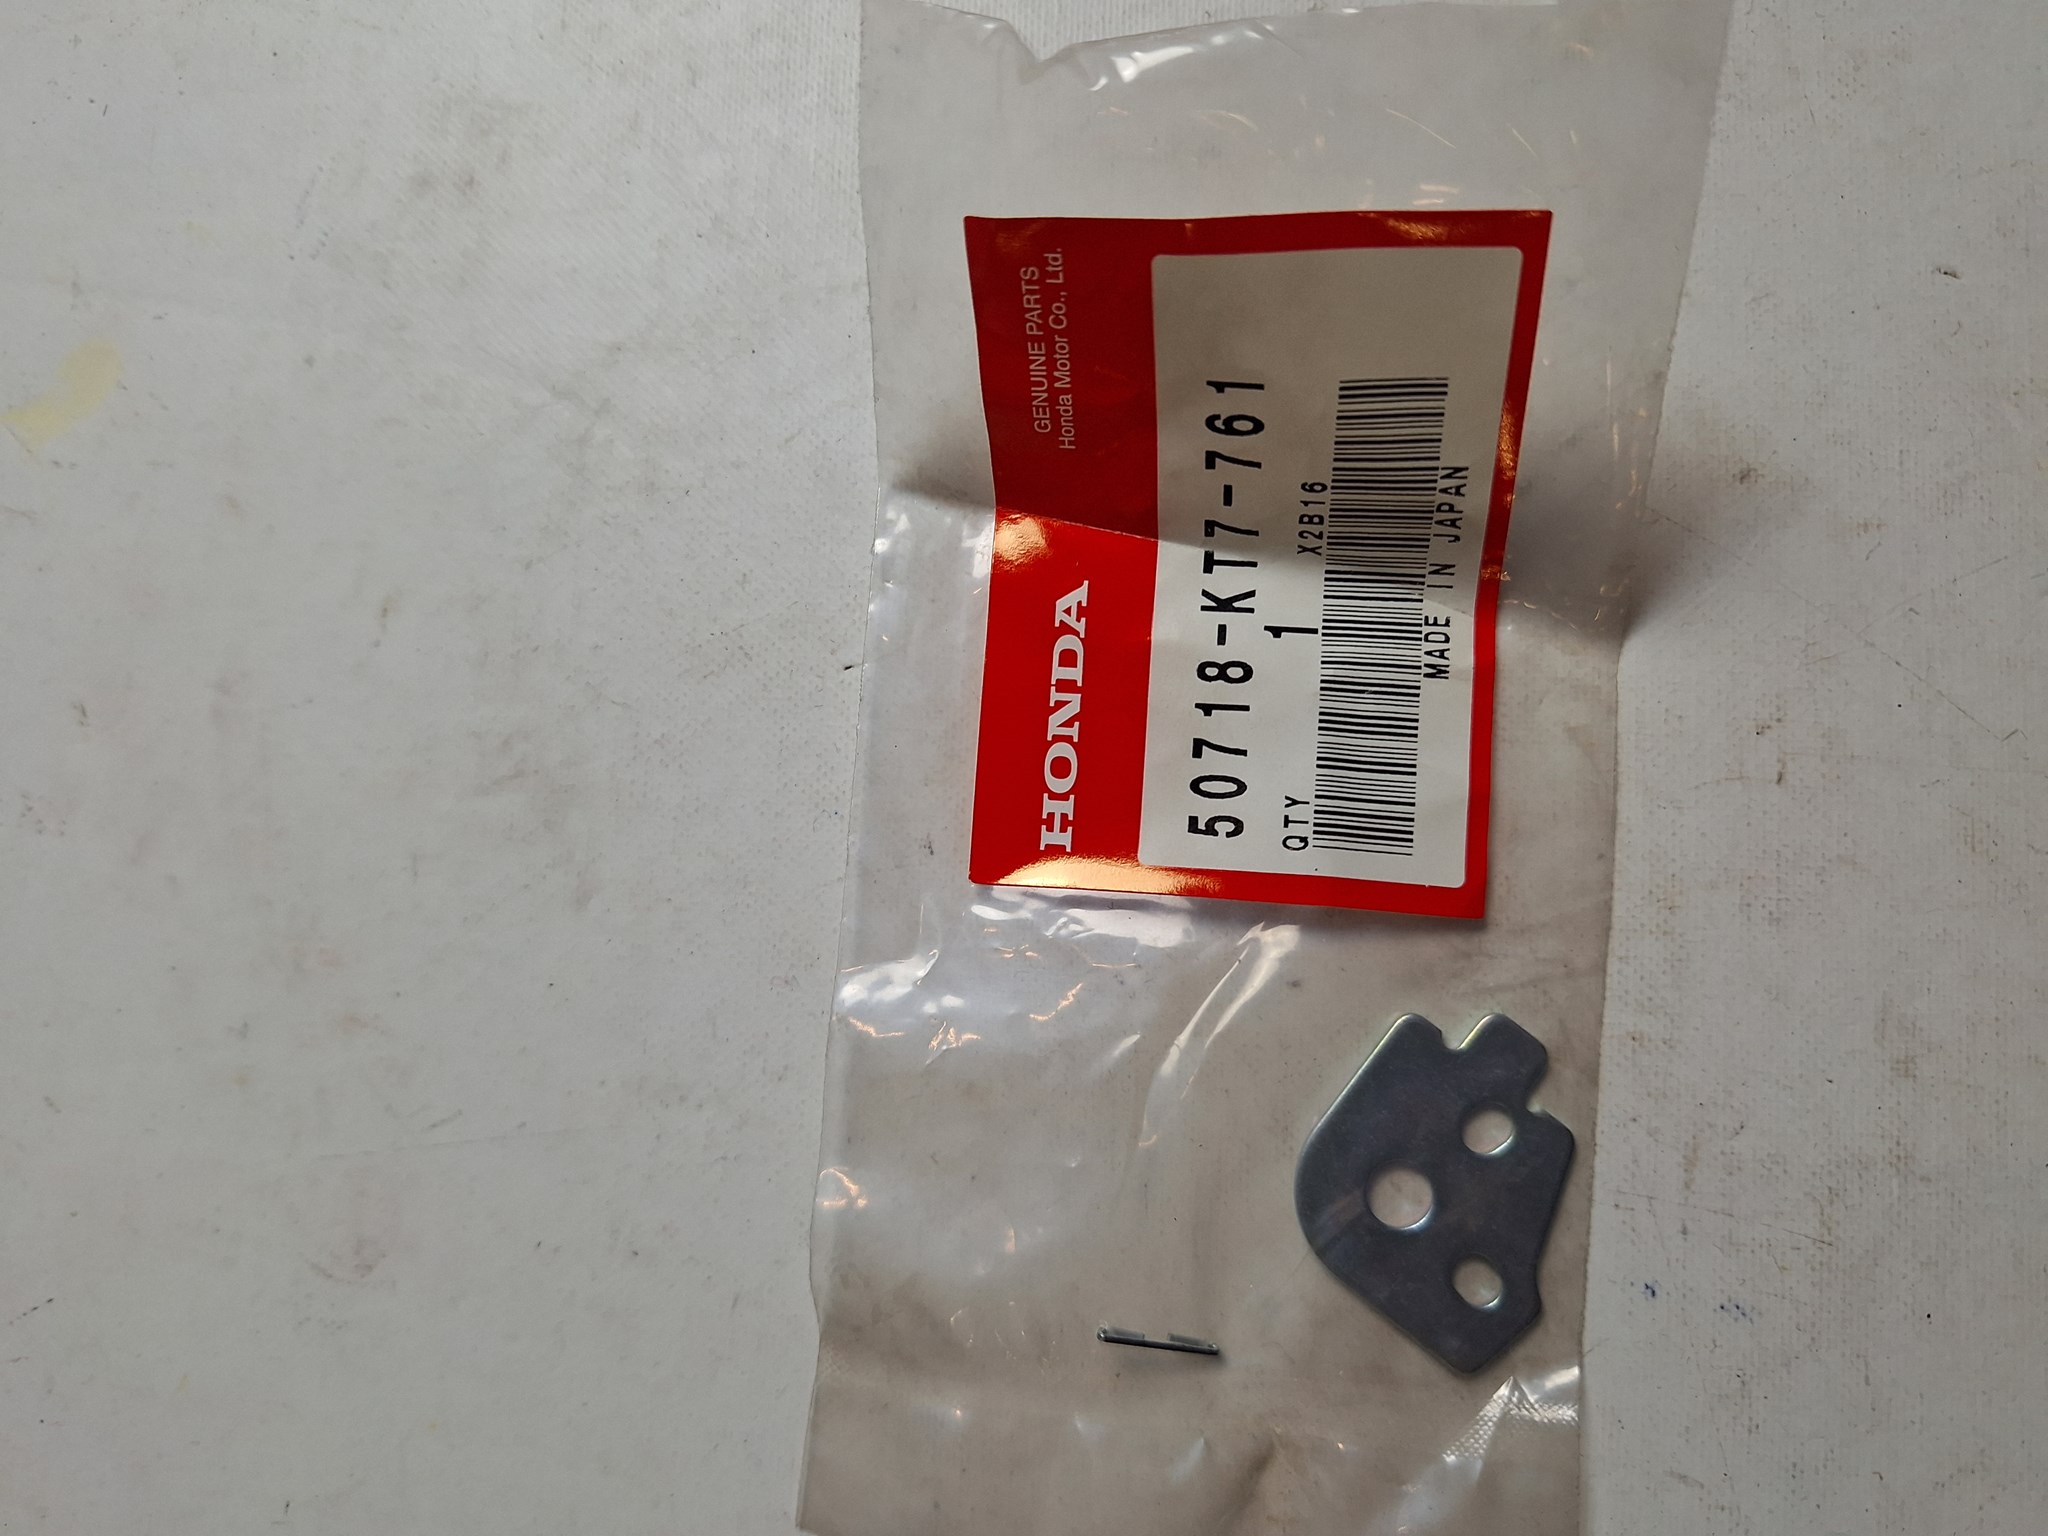 HONDA
GENUINE PARTS
Honda Motor Co., Ltd.
50718-KT7-761
QTY 1
X2B16
MADE IN JAPAN